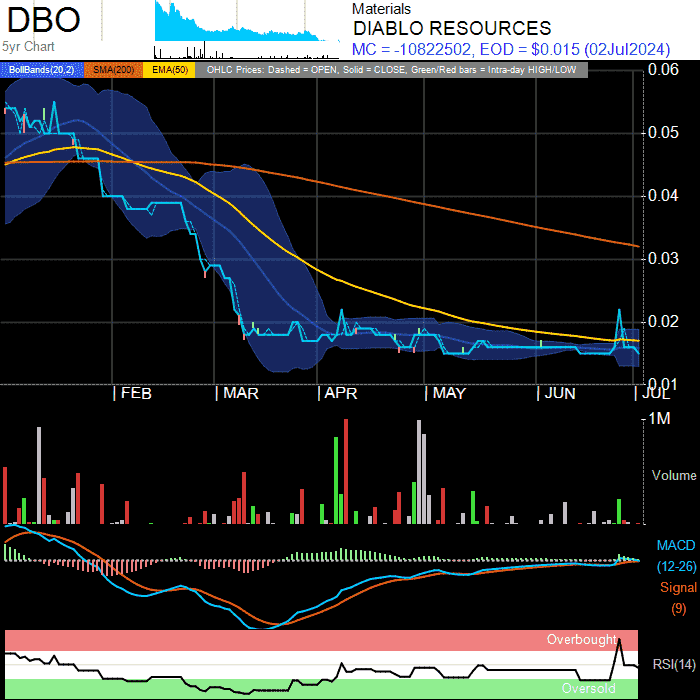 DBO
5yr Chart
Materials
DIABLO RESOURCES
MC = -10822502, EOD = $0.015 (02Jul2024)
BollBands(20,2) SMA(200) EMA(50) OHLC Prices: Dashed = OPEN, Solid = CLOSE, Green/Red bars = Intra-day HIGH/LOW
0.06
0.05
0.04
0.03
0.02
0.01
FEB MAR APR MAY JUN JUL
1M
Volume
MACD
(12-26)
Signal
(9)
Overbought
RSI(14)
Oversold